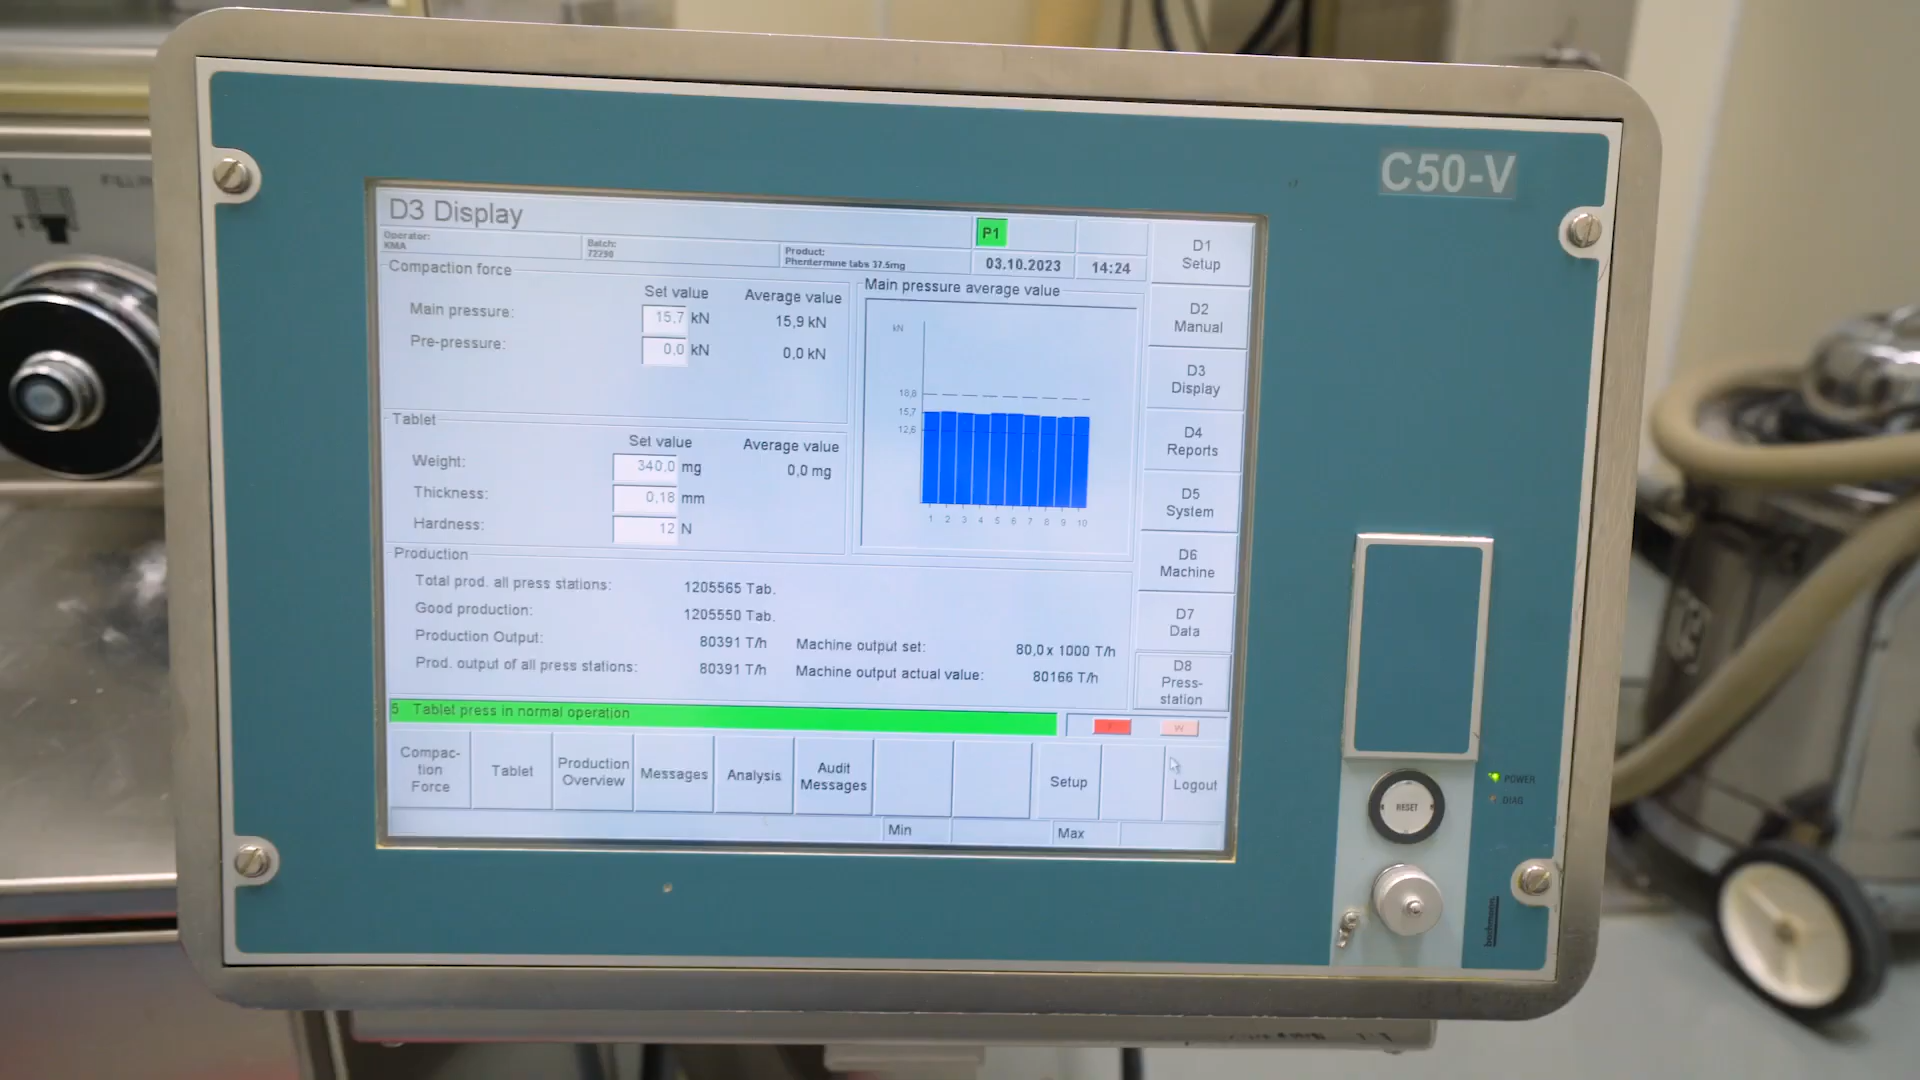 C50-V
D3 Display
P1
Operator:
KMA
Batch:
72290
Product:
Phentermine tabs 37.5mg
03.10.2023
14:24
Compaction force
Set value
Average value
Main pressure:
15,7 kN
15,9 kN
Pre-pressure:
0,0 kN
0,0 kN
Main pressure average value
kN
18,8
15,7
12,6
1 2 3 4 5 6 7 8 9 10
Tablet
Set value
Average value
Weight:
340,0 mg
0,0 mg
Thickness:
0,18 mm
Hardness:
12 N
Production
Total prod. all press stations:
1205565 Tab.
Good production:
1205550 Tab.
Production Output:
80391 T/h
Machine output set:
80,0 x 1000 T/h
Prod. output of all press stations:
80391 T/h
Machine output actual value:
80166 T/h
5 Tablet press in normal operation
W
D1
Setup
D2
Manual
D3
Display
D4
Reports
D5
System
D6
Machine
D7
Data
D8
Press-
station
Compac-
tion
Force
Tablet
Production
Overview
Messages
Analysis
Audit
Messages
Setup
Logout
Min
Max
POWER
DIAG
RESET
bachmann.